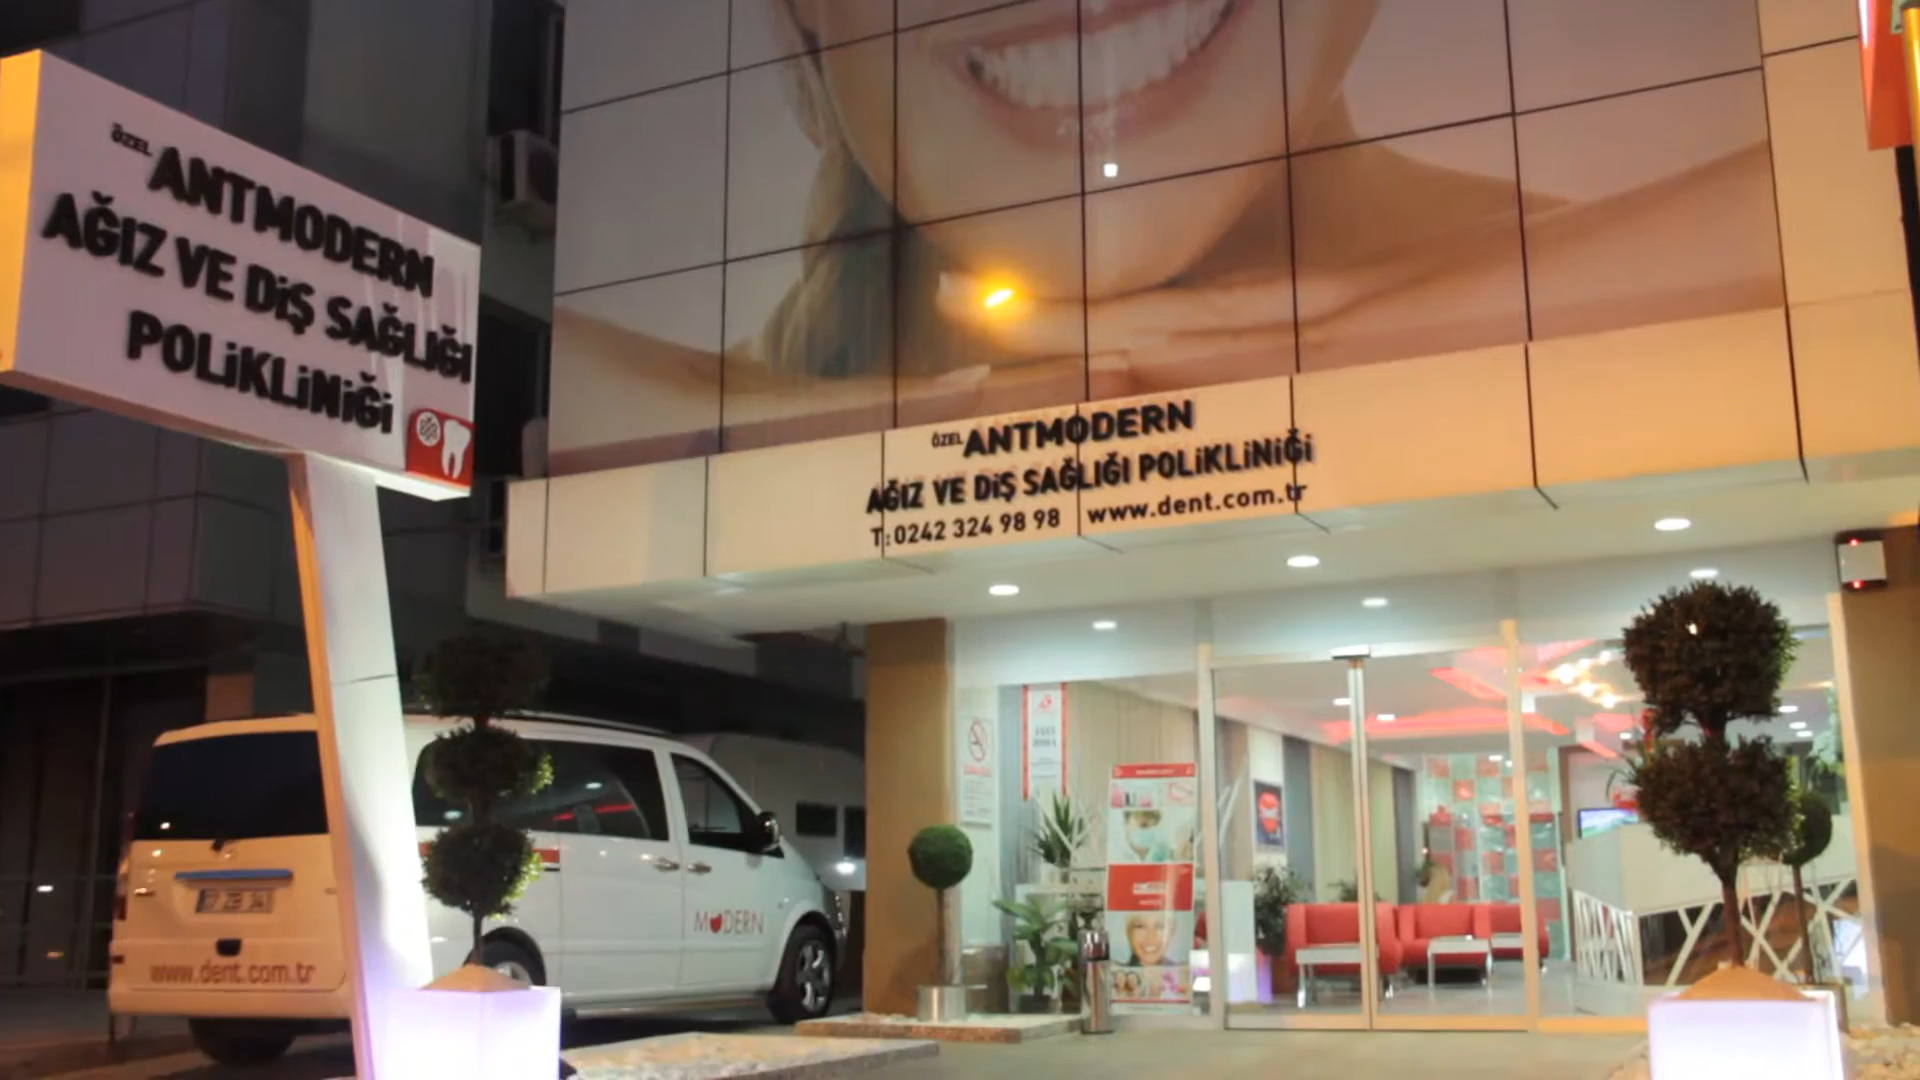 ÖZEL ANTMODERN
AĞIZ VE DİŞ SAĞLIĞI
POLİKLİNİĞİ
ÖZEL ANTMODERN
AĞIZ VE DİŞ SAĞLIĞI POLİKLİNİĞİ
T:0242 324 98 98 www.dent.com.tr
MODERN
www.dent.com.tr